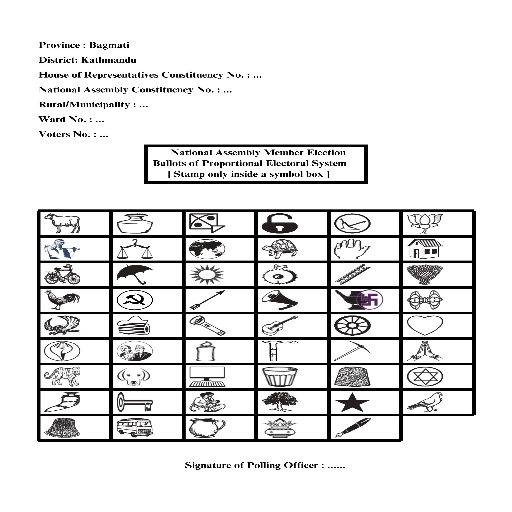 Province : Bagmati
District: Kathmandu
House of Representatives Constituency No. : ...
National Assembly Constituency No. : ...
Rural/Municipality : ...
Ward No. : ...
Voters No. : ...
National Assembly Member Election
Ballots of Proportional Electoral System
[ Stamp only inside a symbol box ]
Signature of Polling Officer : ......